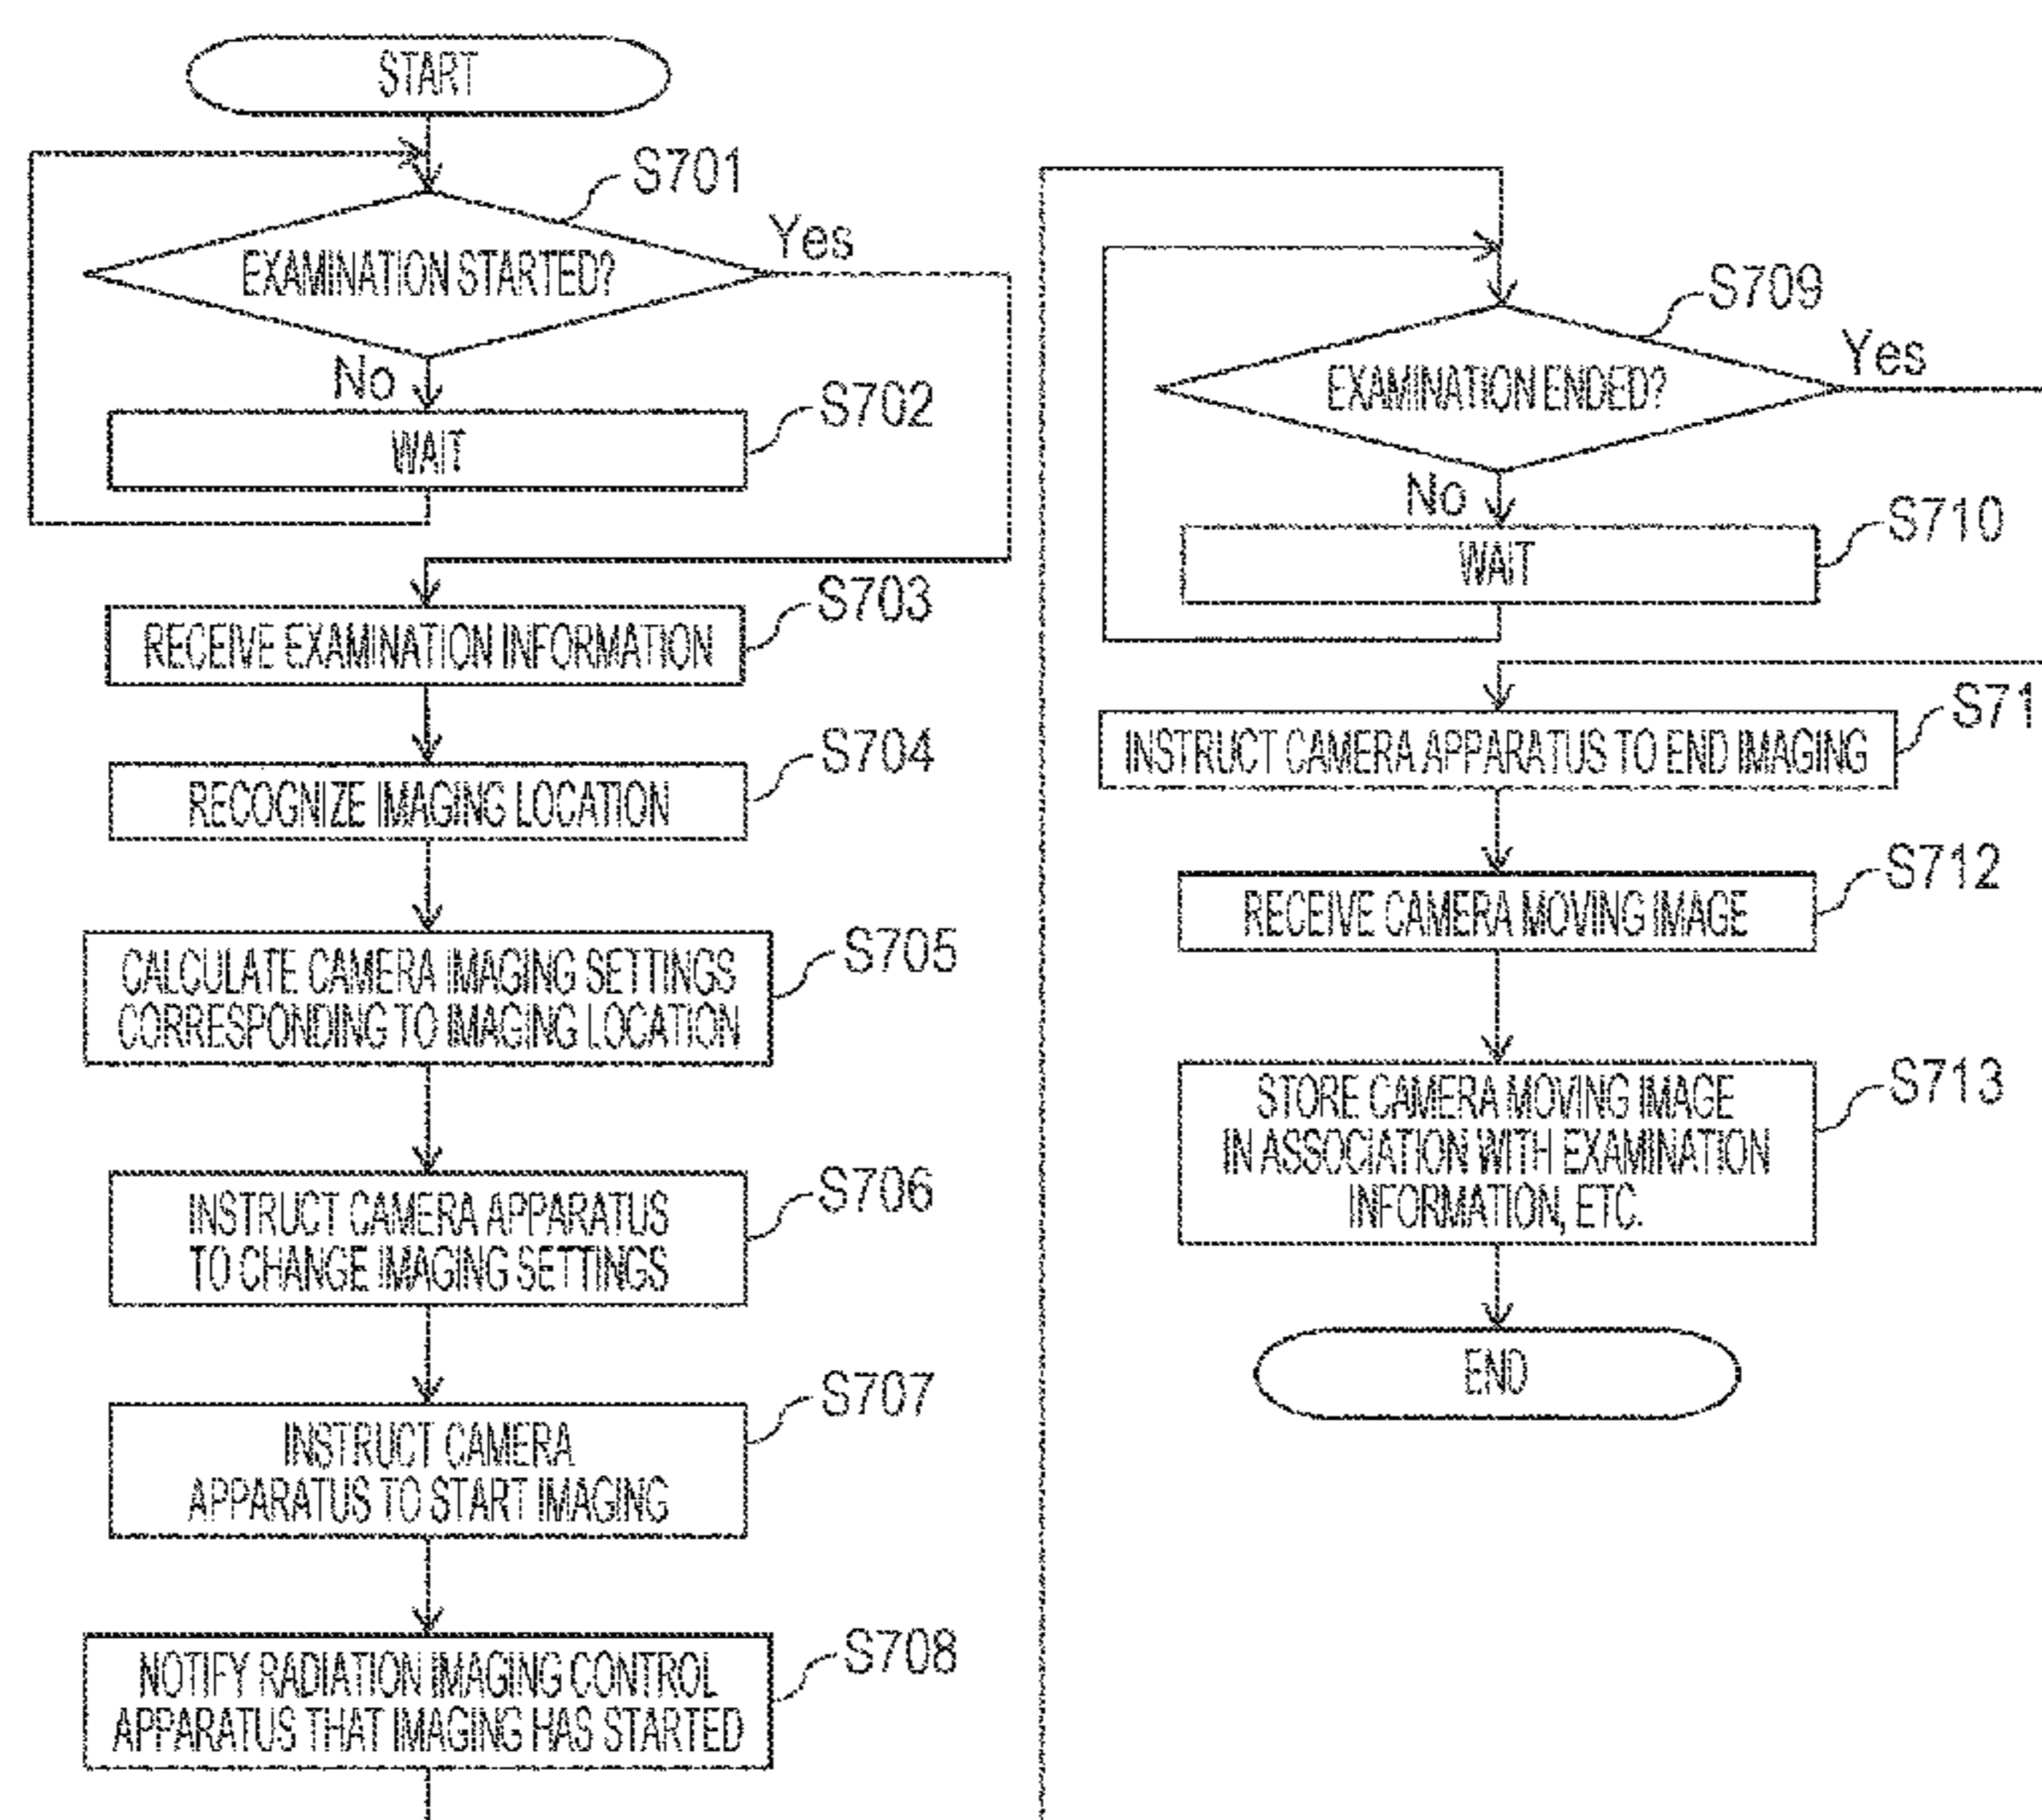 START
S701
EXAMINATION STARTED?
Yes
No
S702
WAIT
S703
RECEIVE EXAMINATION INFORMATION
S704
RECOGNIZE IMAGING LOCATION
S705
CALCULATE CAMERA IMAGING SETTINGS
CORRESPONDING TO IMAGING LOCATION
S706
INSTRUCT CAMERA APPARATUS
TO CHANGE IMAGING SETTINGS
S707
INSTRUCT CAMERA
APPARATUS TO START IMAGING
S708
NOTIFY RADIATION IMAGING CONTROL
APPARATUS THAT IMAGING HAS STARTED
S709
EXAMINATION ENDED?
Yes
No
S710
WAIT
S71
INSTRUCT CAMERA APPARATUS TO END IMAGING
S712
RECEIVE CAMERA MOVING IMAGE
S713
STORE CAMERA MOVING IMAGE
IN ASSOCIATION WITH EXAMINATION
INFORMATION, ETC.
END